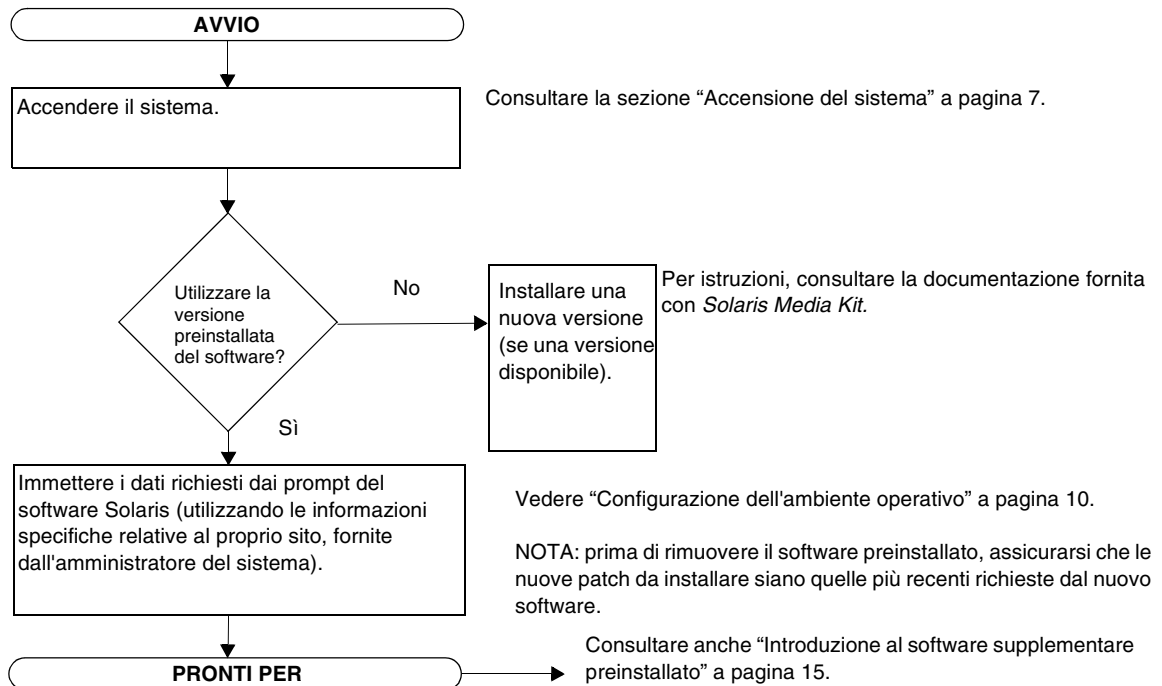 AVVIO
Accendere il sistema.
Consultare la sezione “Accensione del sistema” a pagina 7.
Utilizzare la
versione
preinstallata
del software?
No
Installare una
nuova versione
(se una versione
disponibile).
Per istruzioni, consultare la documentazione fornita
con Solaris Media Kit.
Sì
Immettere i dati richiesti dai prompt del
software Solaris (utilizzando le informazioni
specifiche relative al proprio sito, fornite
dall'amministratore del sistema).
Vedere “Configurazione dell'ambiente operativo” a pagina 10.
NOTA: prima di rimuovere il software preinstallato, assicurarsi che le
nuove patch da installare siano quelle più recenti richieste dal nuovo
software.
PRONTI PER
Consultare anche “Introduzione al software supplementare
preinstallato” a pagina 15.